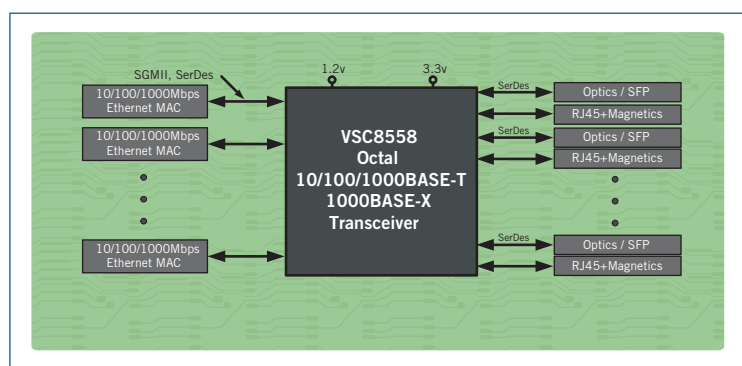 SGMII, SerDes
1.2v
3.3v
10/100/1000Mbps
Ethernet MAC
10/100/1000Mbps
Ethernet MAC
10/100/1000Mbps
Ethernet MAC
VSC8558
Octal
10/100/1000BASE-T
1000BASE-X
Transceiver
SerDes
Optics / SFP
RJ45+Magnetics
SerDes
Optics / SFP
RJ45+Magnetics
SerDes
Optics / SFP
RJ45+Magnetics